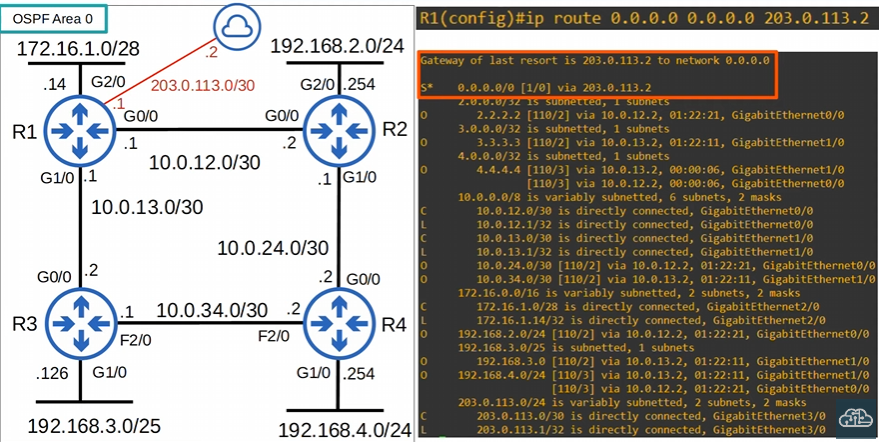 OSPF Area 0
172.16.1.0/28
.2
192.168.2.0/24
.14
G2/0
203.0.113.0/30
G2/0
.254
.1
R1
G0/0
G0/0
R2
.1
.2
10.0.12.0/30
G1/0
.1
.1
G1/0
10.0.13.0/30
10.0.24.0/30
G0/0
.2
.2
G0/0
R3
.1
10.0.34.0/30
.2
R4
F2/0
F2/0
.126
G1/0
G1/0
.254
192.168.3.0/25
192.168.4.0/24
R1(config)#ip route 0.0.0.0 0.0.0.0 203.0.113.2
Gateway of last resort is 203.0.113.2 to network 0.0.0.0
S* 0.0.0.0/0 [1/0] via 203.0.113.2
2.0.0.0/32 is subnetted, 1 subnets
O 2.2.2.2 [110/2] via 10.0.12.2, 01:22:21, GigabitEthernet0/0
3.0.0.0/32 is subnetted, 1 subnets
O 3.3.3.3 [110/2] via 10.0.13.2, 01:22:11, GigabitEthernet1/0
4.0.0.0/32 is subnetted, 1 subnets
O 4.4.4.4 [110/3] via 10.0.13.2, 00:00:06, GigabitEthernet1/0
[110/3] via 10.0.12.2, 00:00:06, GigabitEthernet0/0
10.0.0.0/8 is variably subnetted, 6 subnets, 2 masks
C 10.0.12.0/30 is directly connected, GigabitEthernet0/0
L 10.0.12.1/32 is directly connected, GigabitEthernet0/0
C 10.0.13.0/30 is directly connected, GigabitEthernet1/0
L 10.0.13.1/32 is directly connected, GigabitEthernet1/0
O 10.0.24.0/30 [110/2] via 10.0.12.2, 01:22:21, GigabitEthernet0/0
O 10.0.34.0/30 [110/2] via 10.0.13.2, 01:22:11, GigabitEthernet1/0
172.16.0.0/16 is variably subnetted, 2 subnets, 2 masks
C 172.16.1.0/28 is directly connected, GigabitEthernet2/0
L 172.16.1.14/32 is directly connected, GigabitEthernet2/0
O 192.168.2.0/24 [110/2] via 10.0.12.2, 01:22:21, GigabitEthernet0/0
192.168.3.0/25 is subnetted, 1 subnets
O 192.168.3.0 [110/2] via 10.0.13.2, 01:22:11, GigabitEthernet1/0
O 192.168.4.0/24 [110/3] via 10.0.13.2, 01:22:11, GigabitEthernet1/0
[110/3] via 10.0.12.2, 01:22:21, GigabitEthernet0/0
203.0.113.0/24 is variably subnetted, 2 subnets, 2 masks
C 203.0.113.0/30 is directly connected, GigabitEthernet3/0
L 203.0.113.1/32 is directly connected, GigabitEthernet3/0